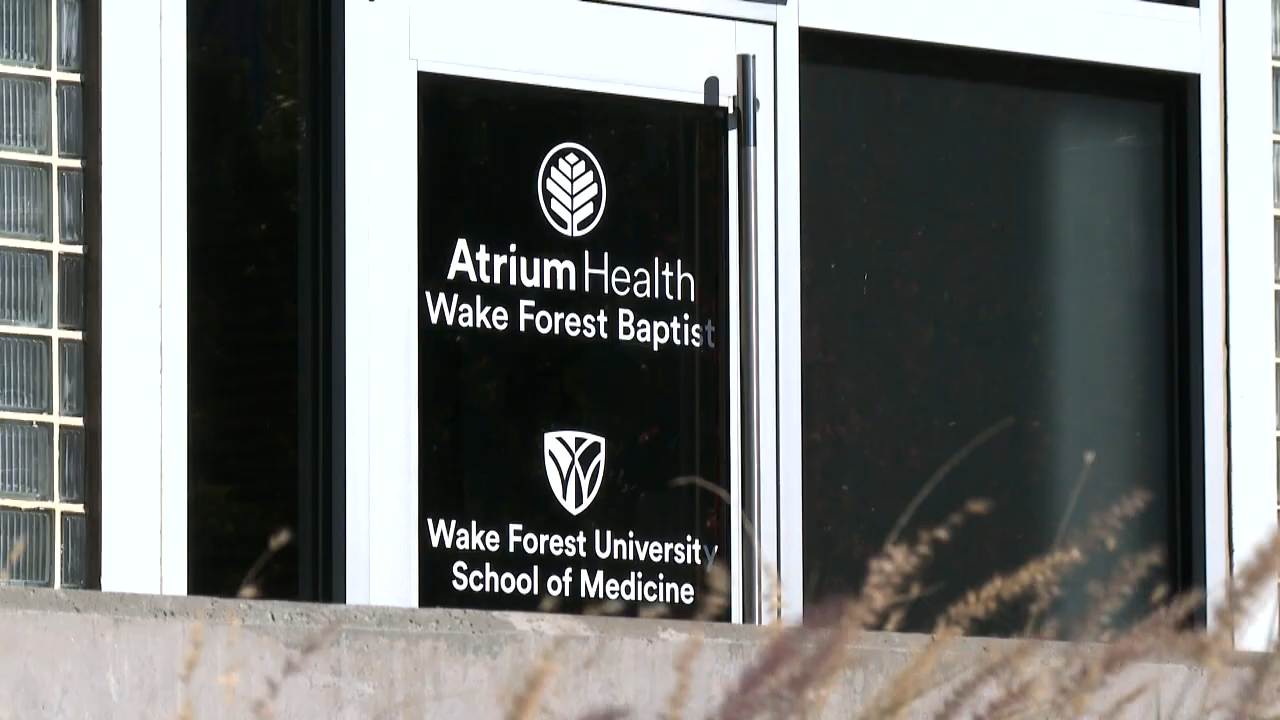 Atrium Health
Wake Forest Baptist
Wake Forest University
School of Medicine